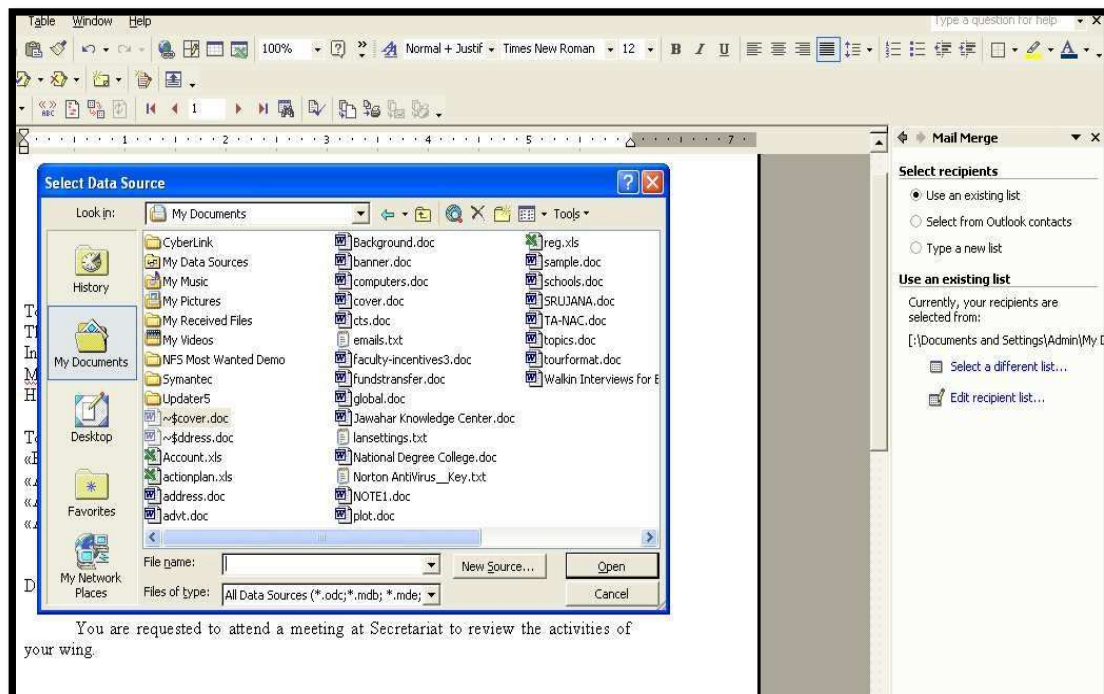 Table Window Help
Type a question for help
100% Normal + Justif Times New Roman 12 B I U
ABC 1
1 2 3 4 5 7
Mail Merge
Select recipients
Use an existing list
Select from Outlook contacts
Type a new list
Use an existing list
Currently, your recipients are
selected from:
[:\Documents and Settings\Admin\My D
Select a different list...
Edit recipient list...
Select Data Source
Look in: My Documents Tools
History
My Documents
Desktop
Favorites
My Network
Places
CyberLink
My Data Sources
My Music
My Pictures
My Received Files
My Videos
NFS Most Wanted Demo
Symantec
Updater5
~$cover.doc
~$ddress.doc
Account.xls
actionplan.xls
address.doc
advt.doc
Background.doc
banner.doc
computers.doc
cover.doc
cts.doc
emails.txt
faculty-incentives3.doc
fundstransfer.doc
global.doc
Jawahar Knowledge Center.doc
lansettings.txt
National Degree College.doc
Norton AntiVirus__Key.txt
NOTE1.doc
plot.doc
reg.xls
sample.doc
schools.doc
SRUJANA.doc
TA-NAC.doc
topics.doc
tourformat.doc
Walkin Interviews for E
File name: New Source... Open
Files of type: All Data Sources (*.odc;*.mdb; *.mde; Cancel
In
M
H
D
You are requested to attend a meeting at Secretariat to review the activities of
your wing.